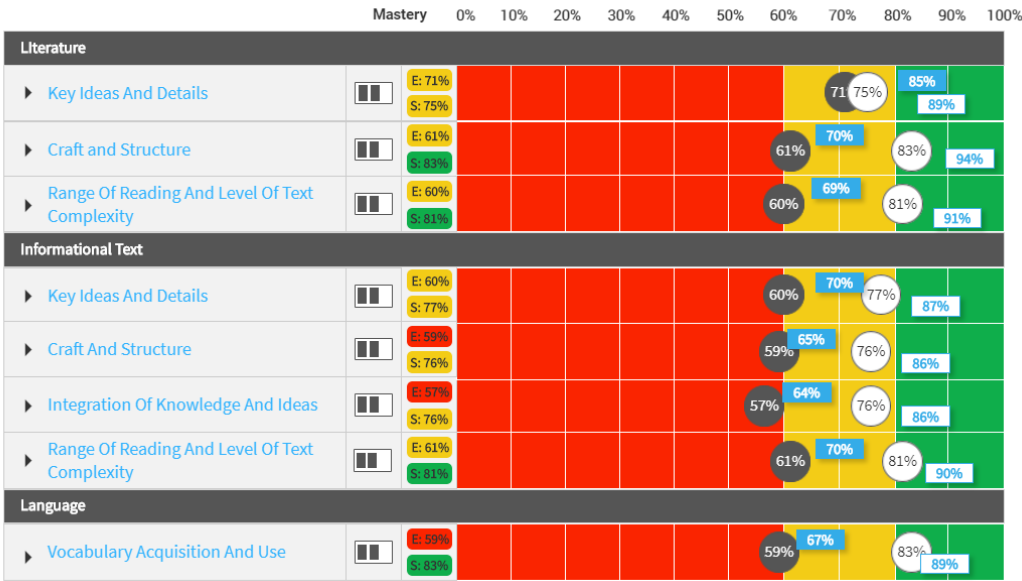 Mastery 0% 10% 20% 30% 40% 50% 60% 70% 80% 90% 100%
LIterature
Key Ideas And Details
E: 71%
S: 75%
71
75%
85%
89%
Craft and Structure
E: 61%
S: 83%
61%
70%
83%
94%
Range Of Reading And Level Of Text
Complexity
E: 60%
S: 81%
60%
69%
81%
91%
Informational Text
Key Ideas And Details
E: 60%
S: 77%
60%
70%
77%
87%
Craft And Structure
E: 59%
S: 76%
59%
65%
76%
86%
Integration Of Knowledge And Ideas
E: 57%
S: 76%
57%
64%
76%
86%
Range Of Reading And Level Of Text
Complexity
E: 61%
S: 81%
61%
70%
81%
90%
Language
Vocabulary Acquisition And Use
E: 59%
S: 83%
59%
67%
83%
89%